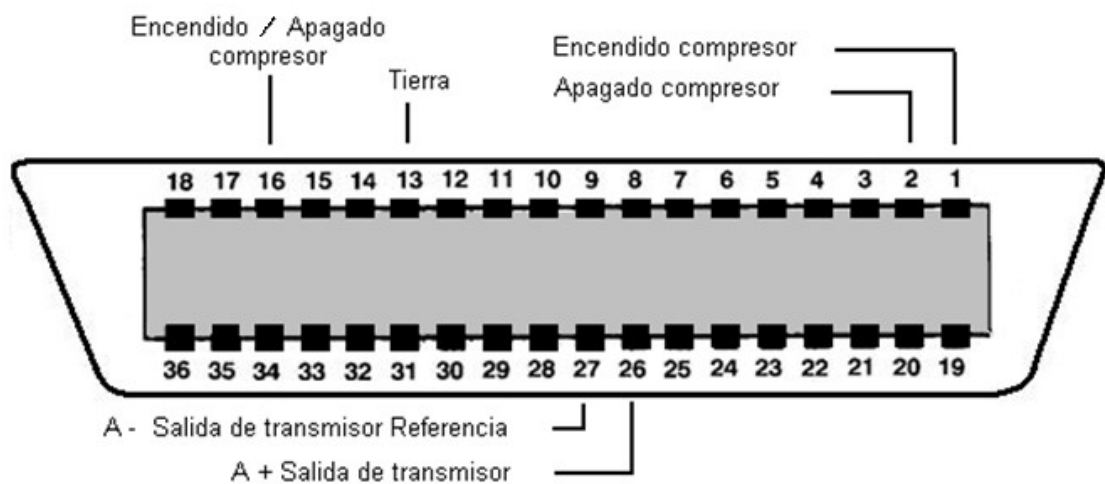 Encendido / Apagado
compresor
Tierra
Encendido compresor
Apagado compresor
18 17 16 15 14 13 12 11 10 9 8 7 6 5 4 3 2 1
36 35 34 33 32 31 30 29 28 27 26 25 24 23 22 21 20 19
A - Salida de transmisor Referencia
A + Salida de transmisor